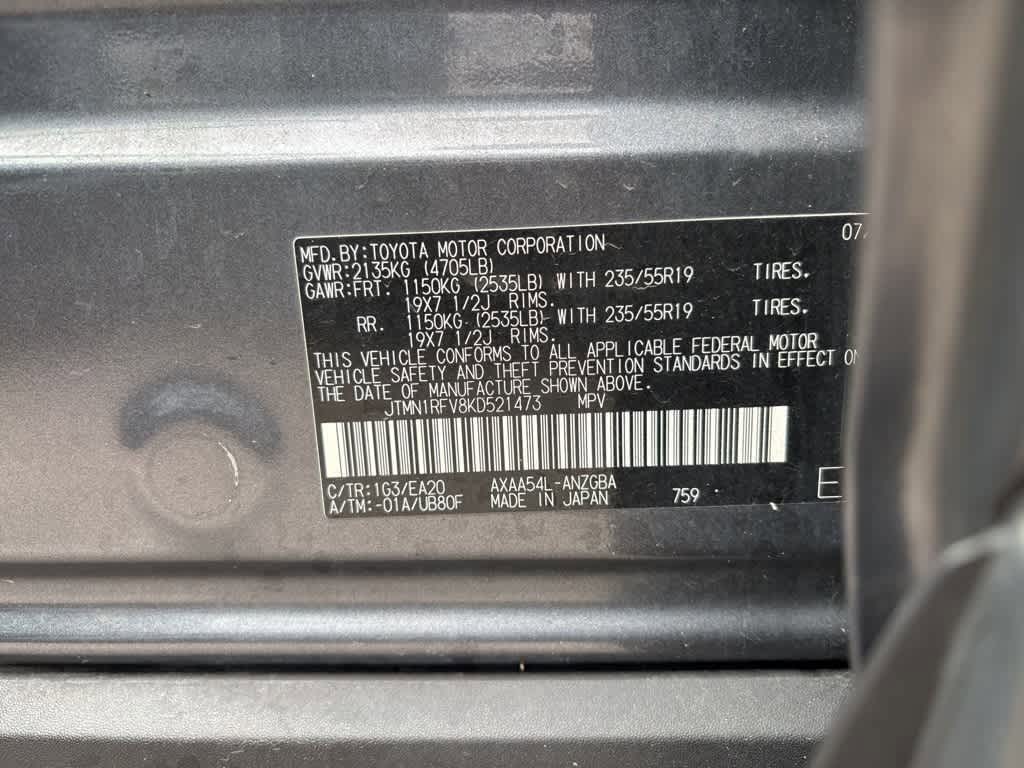 MFD.BY:TOYOTA MOTOR CORPORATION 07
GVWR:2135KG (4705LB)
GAWR:FRT. 1150KG (2535LB) WITH 235/55R19 TIRES.
19X7 1/2J RIMS.
RR. 1150KG (2535LB) WITH 235/55R19 TIRES.
19X7 1/2J RIMS.
THIS VEHICLE CONFORMS TO ALL APPLICABLE FEDERAL MOTOR
VEHICLE SAFETY AND THEFT PREVENTION STANDARDS IN EFFECT ON
THE DATE OF MANUFACTURE SHOWN ABOVE.
JTMN1RFV8KD521473 MPV
C/TR:1G3/EA20 AXAA54L-ANZGBA
A/TM:-01A/UB80F MADE IN JAPAN 759 E